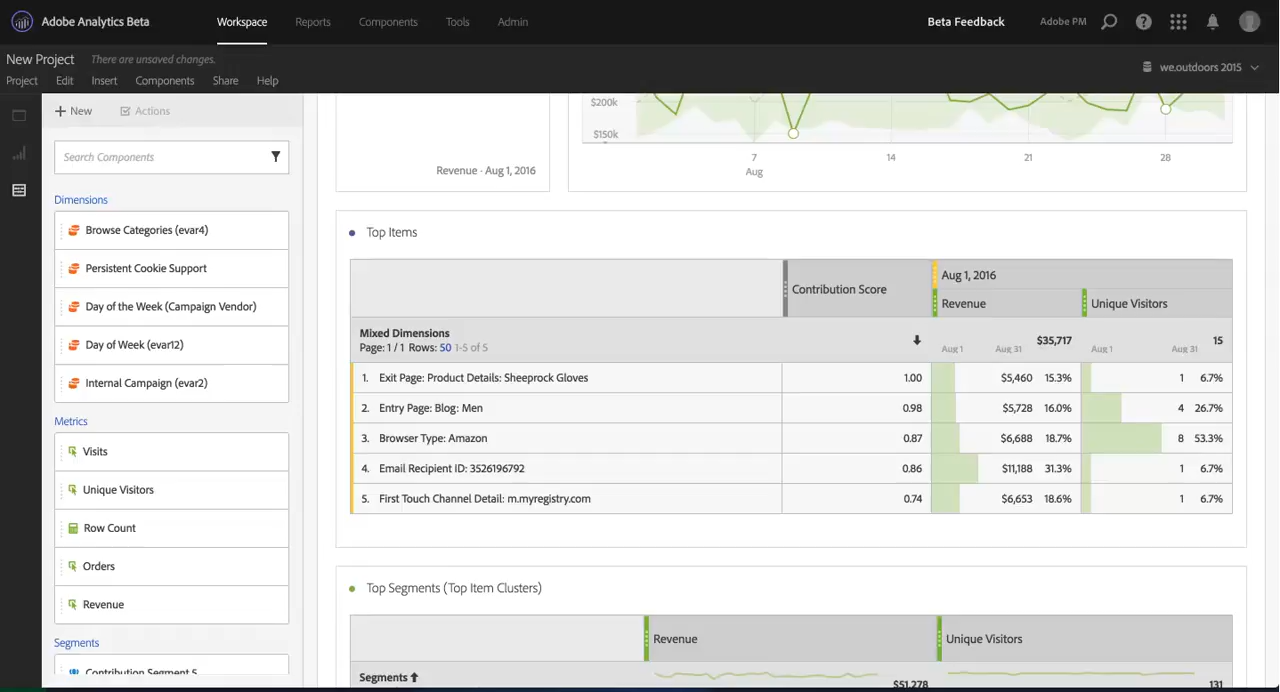 Adobe Analytics Beta Workspace Reports Components Tools Admin Beta Feedback Adobe PM
New Project There are unsaved changes.
Project Edit Insert Components Share Help we.outdoors 2015
New Actions
Search Components
Dimensions
Browse Categories (evar4)
Persistent Cookie Support
Day of the Week (Campaign Vendor)
Day of Week (evar12)
Internal Campaign (evar2)
Metrics
Visits
Unique Visitors
Row Count
Orders
Revenue
Segments
Contribution Segment 5
Revenue · Aug 1, 2016
$200k
$150k
7 14 21 28
Aug
Top Items
Contribution Score Aug 1, 2016
Revenue Unique Visitors
Mixed Dimensions
Page: 1 / 1 Rows: 50 1-5 of 5 Aug 1 Aug 31 $35,717 Aug 1 Aug 31 15
1. Exit Page: Product Details: Sheeprock Gloves 1.00 $5,460 15.3% 1 6.7%
2. Entry Page: Blog: Men 0.98 $5,728 16.0% 4 26.7%
3. Browser Type: Amazon 0.87 $6,688 18.7% 8 53.3%
4. Email Recipient ID: 3526196792 0.86 $11,188 31.3% 1 6.7%
5. First Touch Channel Detail: m.myregistry.com 0.74 $6,653 18.6% 1 6.7%
Top Segments (Top Item Clusters)
Revenue Unique Visitors
Segments $51,278 131